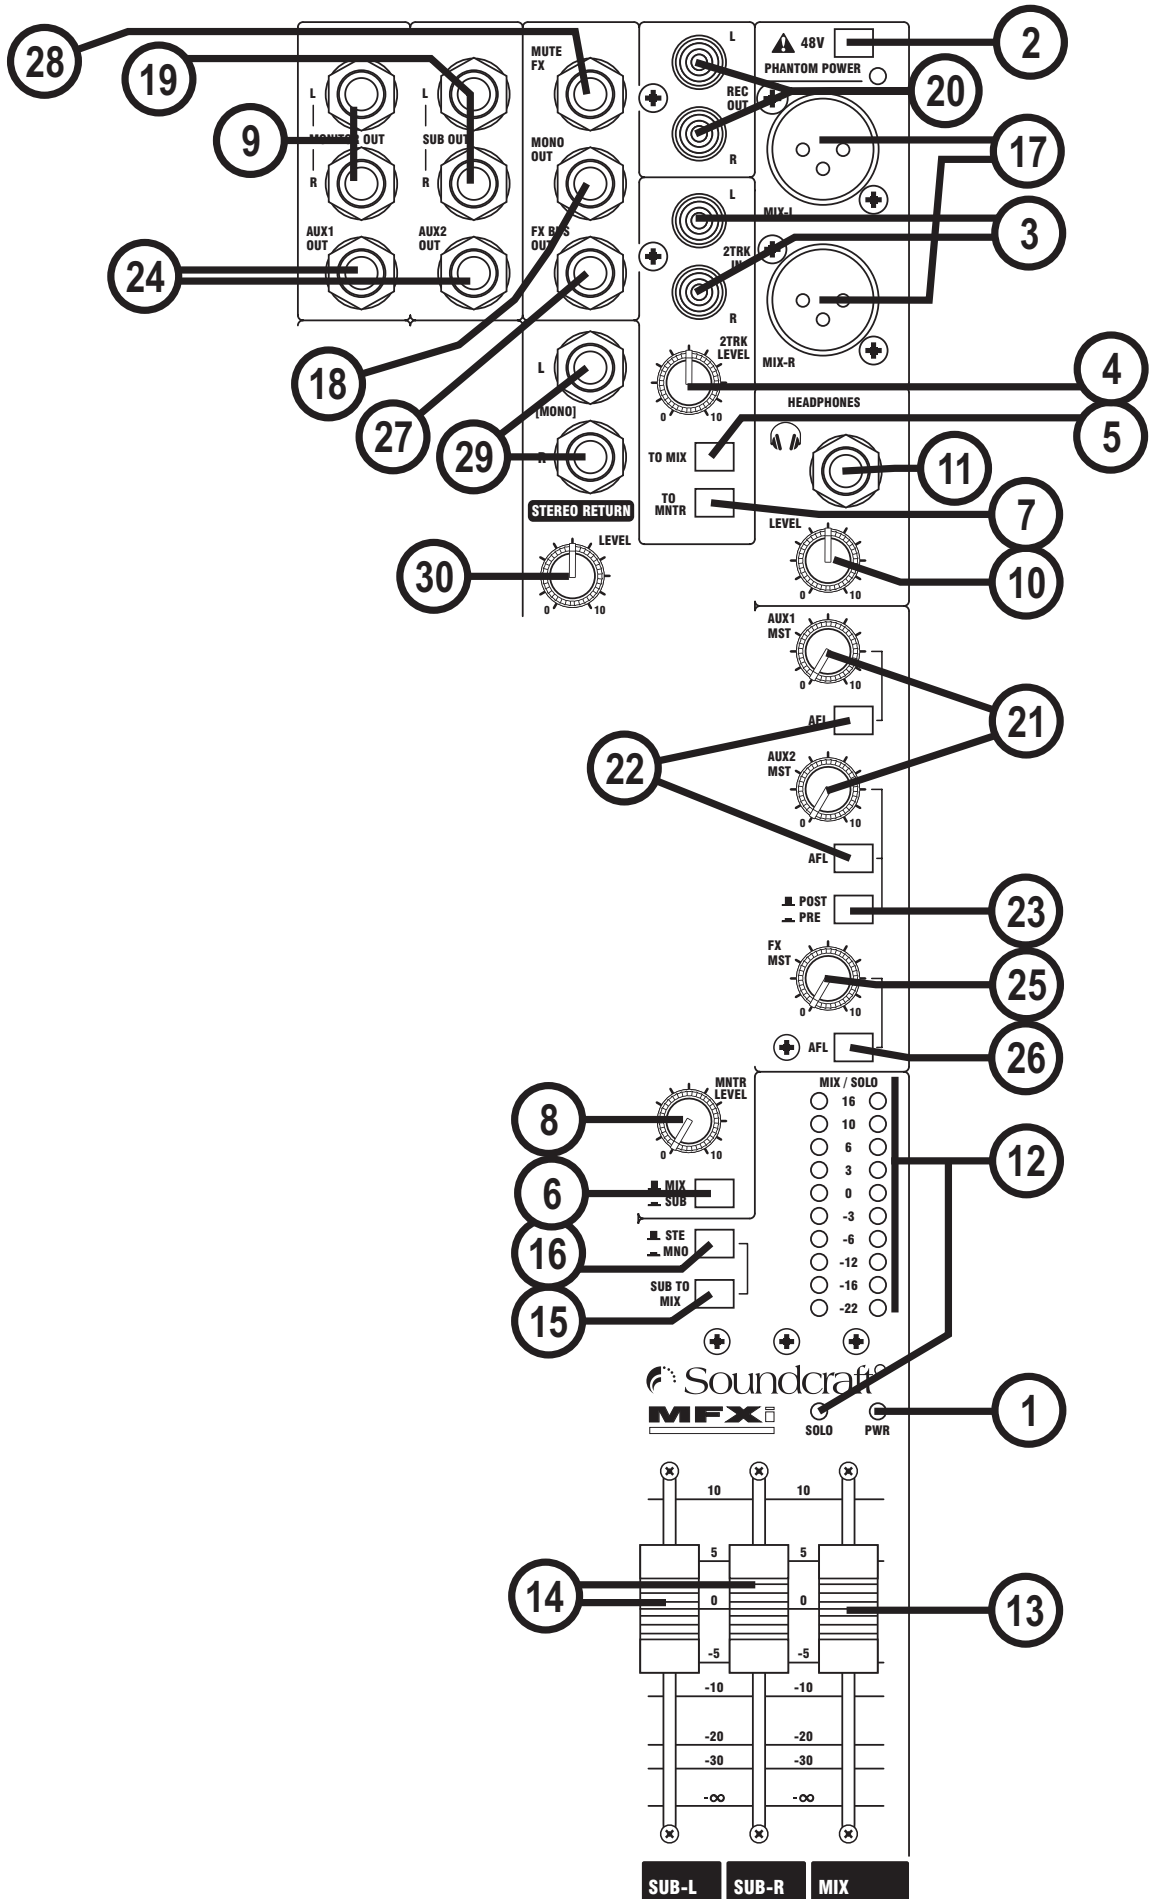 28
19
9
24
18
27
29
30
2
20
17
3
4
5
11
7
10
21
22
23
25
26
8
6
16
15
12
1
14
13
L
MONITOR OUT
R
L
SUB OUT
R
AUX1
OUT
AUX2
OUT
MUTE
FX
MONO
OUT
FX BUS
OUT
L
[MONO]
R
STEREO RETURN
LEVEL
0 10
L
REC
OUT
R
L
2TRK
IN
R
2TRK
LEVEL
0 10
TO MIX
TO
MNTR
48V
PHANTOM POWER
MIX-L
MIX-R
HEADPHONES
LEVEL
0 10
AUX1
MST
0 10
AFL
AUX2
MST
0 10
AFL
POST
PRE
FX
MST
0 10
AFL
MNTR
LEVEL
0 10
MIX
SUB
STE
MNO
SUB TO
MIX
MIX / SOLO
16
10
6
3
0
-3
-6
-12
-16
-22
Soundcraft
MFXi
SOLO PWR
10 10
5 5
0 0
-5 -5
-10 -10
-20 -20
-30 -30
-∞ -∞
SUB-L SUB-R MIX